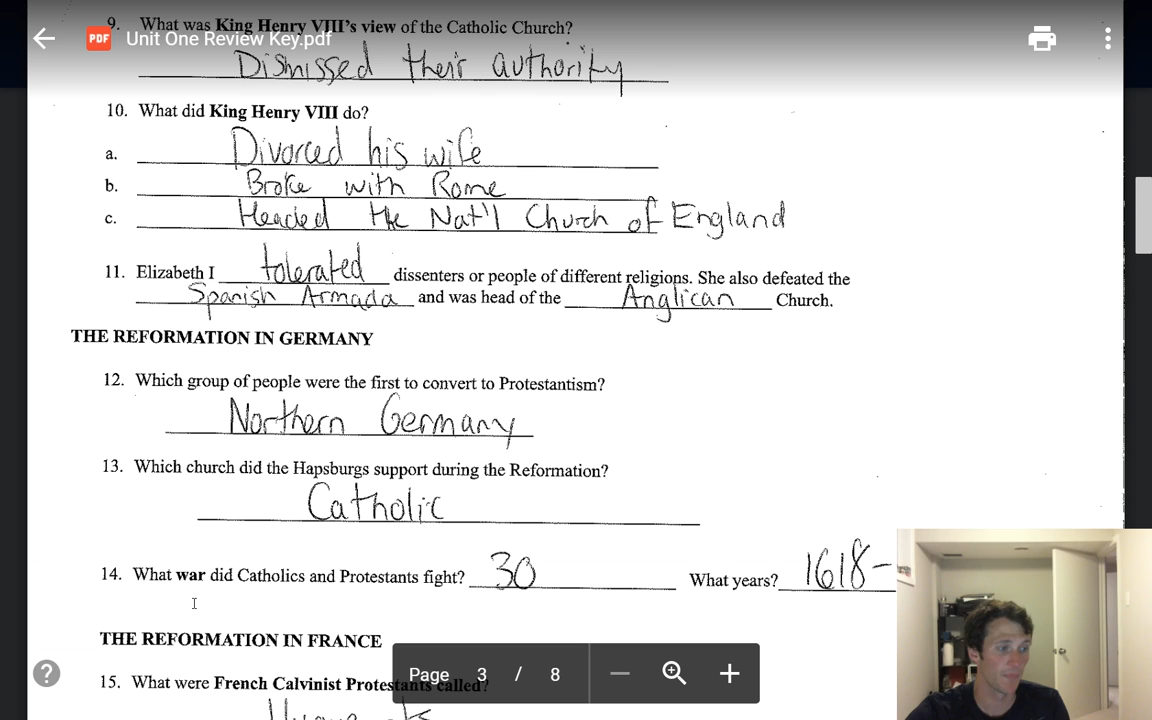 9. What was King Henry VIII's view of the Catholic Church?
PDF Unit One Review Key.pdf
Dismissed their authority
10. What did King Henry VIII do?
a. Divorced his wife
b. Broke with Rome
c. Headed the Nat'l Church of England
11. Elizabeth I tolerated dissenters or people of different religions. She also defeated the
Spanish Armada and was head of the Anglican Church.
THE REFORMATION IN GERMANY
12. Which group of people were the first to convert to Protestantism?
Northern Germany
13. Which church did the Hapsburgs support during the Reformation?
Catholic
14. What war did Catholics and Protestants fight? 30 What years? 1618-
THE REFORMATION IN FRANCE
15. What were French Calvinist Protestants called?
Page 3 / 8